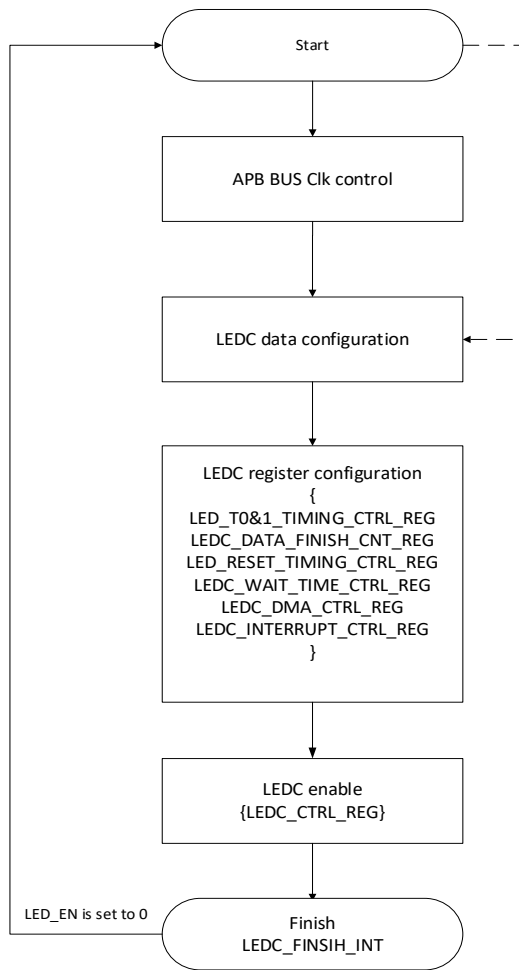 Start
APB BUS Clk control
LEDC data configuration
LEDC register configuration
{
LED_T0&1_TIMING_CTRL_REG
LEDC_DATA_FINISH_CNT_REG
LED_RESET_TIMING_CTRL_REG
LEDC_WAIT_TIME_CTRL_REG
LEDC_DMA_CTRL_REG
LEDC_INTERRUPT_CTRL_REG
}
LEDC enable
{LEDC_CTRL_REG}
LED_EN is set to 0
Finish
LEDC_FINSIH_INT